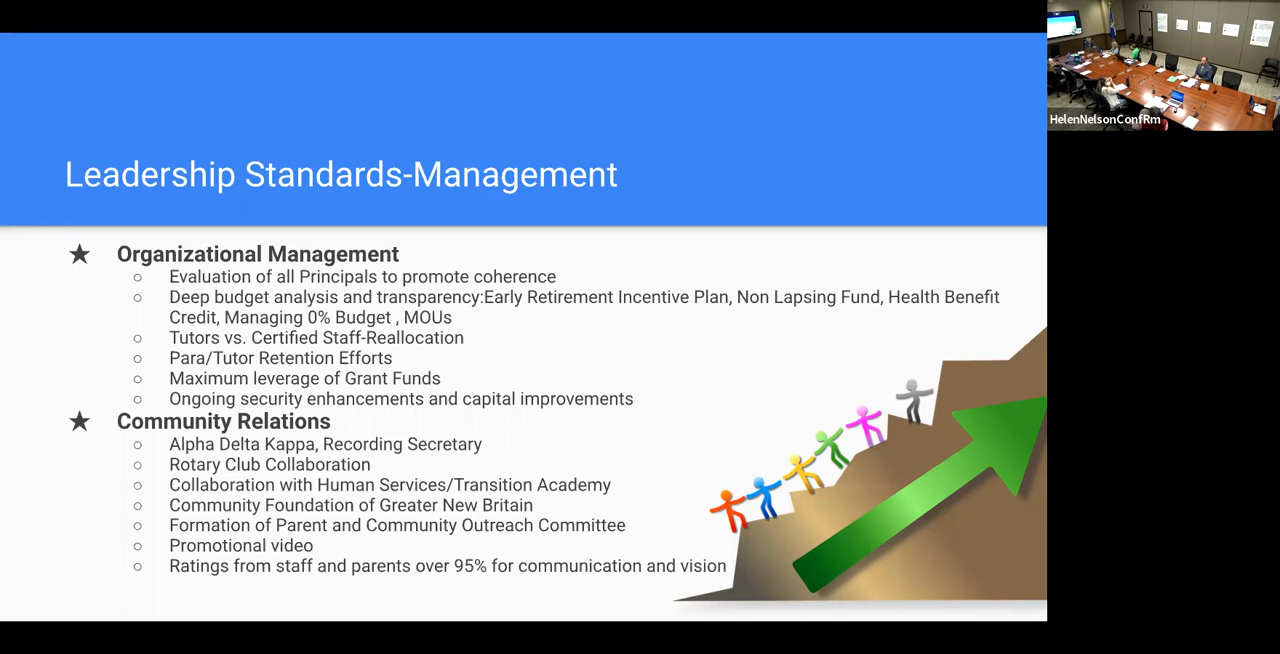 Leadership Standards-Management
★ Organizational Management
○ Evaluation of all Principals to promote coherence
○ Deep budget analysis and transparency:Early Retirement Incentive Plan, Non Lapsing Fund, Health Benefit
Credit, Managing 0% Budget , MOUs
○ Tutors vs. Certified Staff-Reallocation
○ Para/Tutor Retention Efforts
○ Maximum leverage of Grant Funds
○ Ongoing security enhancements and capital improvements
★ Community Relations
○ Alpha Delta Kappa, Recording Secretary
○ Rotary Club Collaboration
○ Collaboration with Human Services/Transition Academy
○ Community Foundation of Greater New Britain
○ Formation of Parent and Community Outreach Committee
○ Promotional video
○ Ratings from staff and parents over 95% for communication and vision
HelenNelsonConfRm